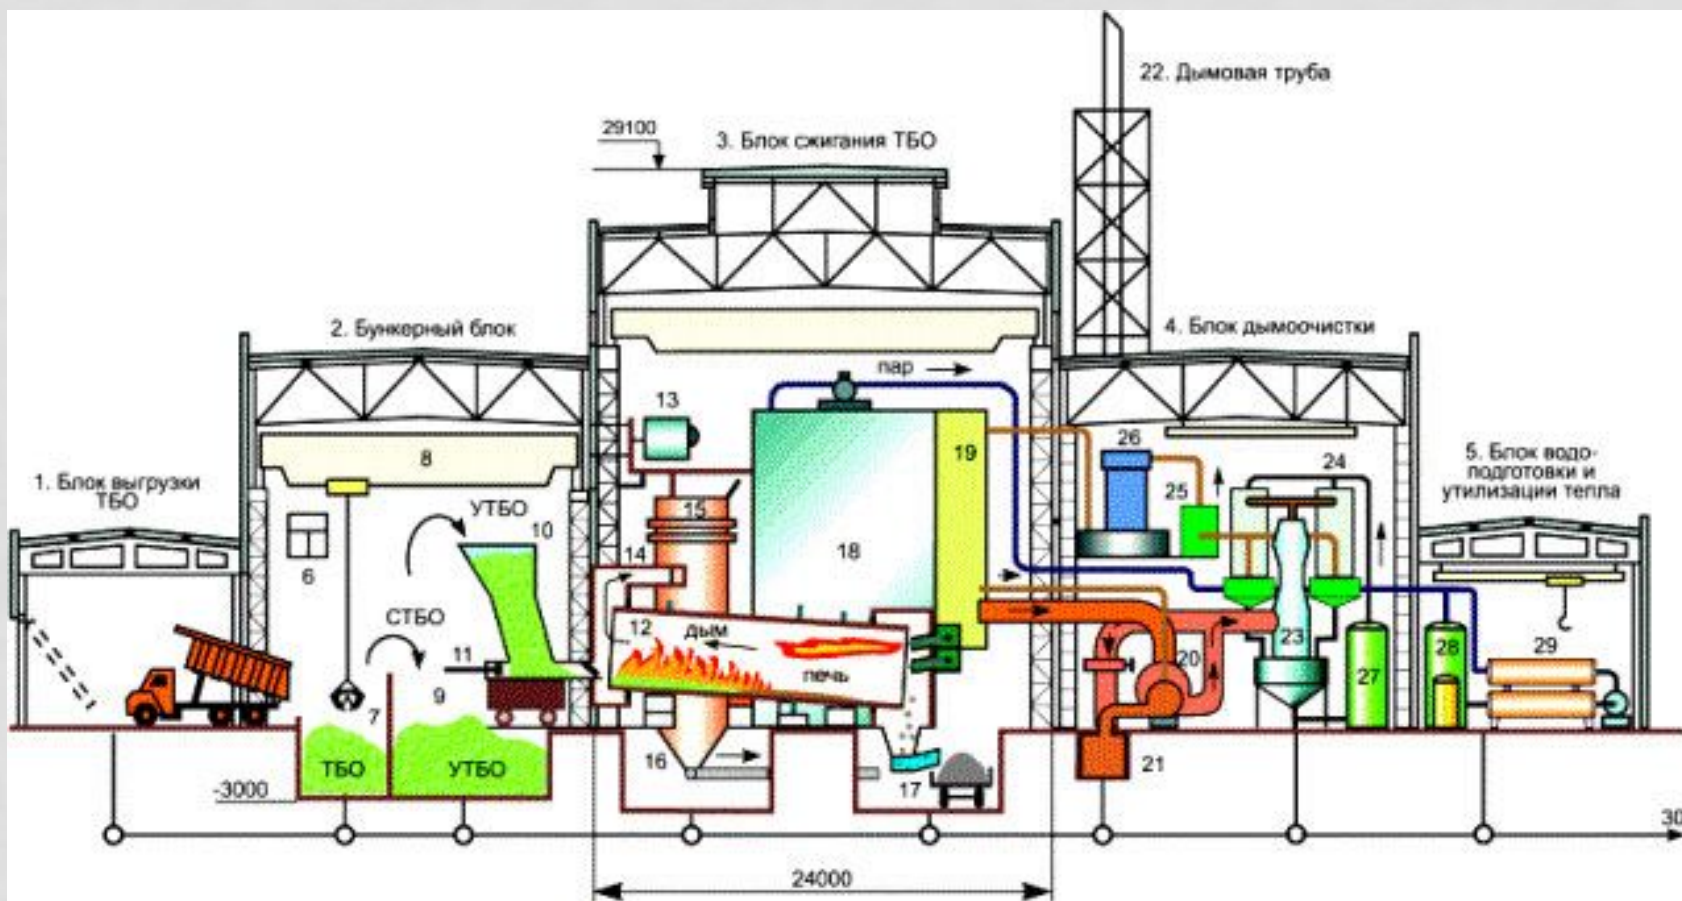 22. Дымовая труба
29100
3. Блок сжигания ТБО
2. Бункерный блок
4. Блок дымоочистки
пар
13
8
19
26
24
5. Блок водо-
подготовки и
утилизации тепла
1. Блок выгрузки
ТБО
УТБО
10
15
25
14
18
6
СТБО
12
дым
11
23
20
27
28
29
печь
7
9
ТБО
УТБО
16
17
21
-3000
30
24000